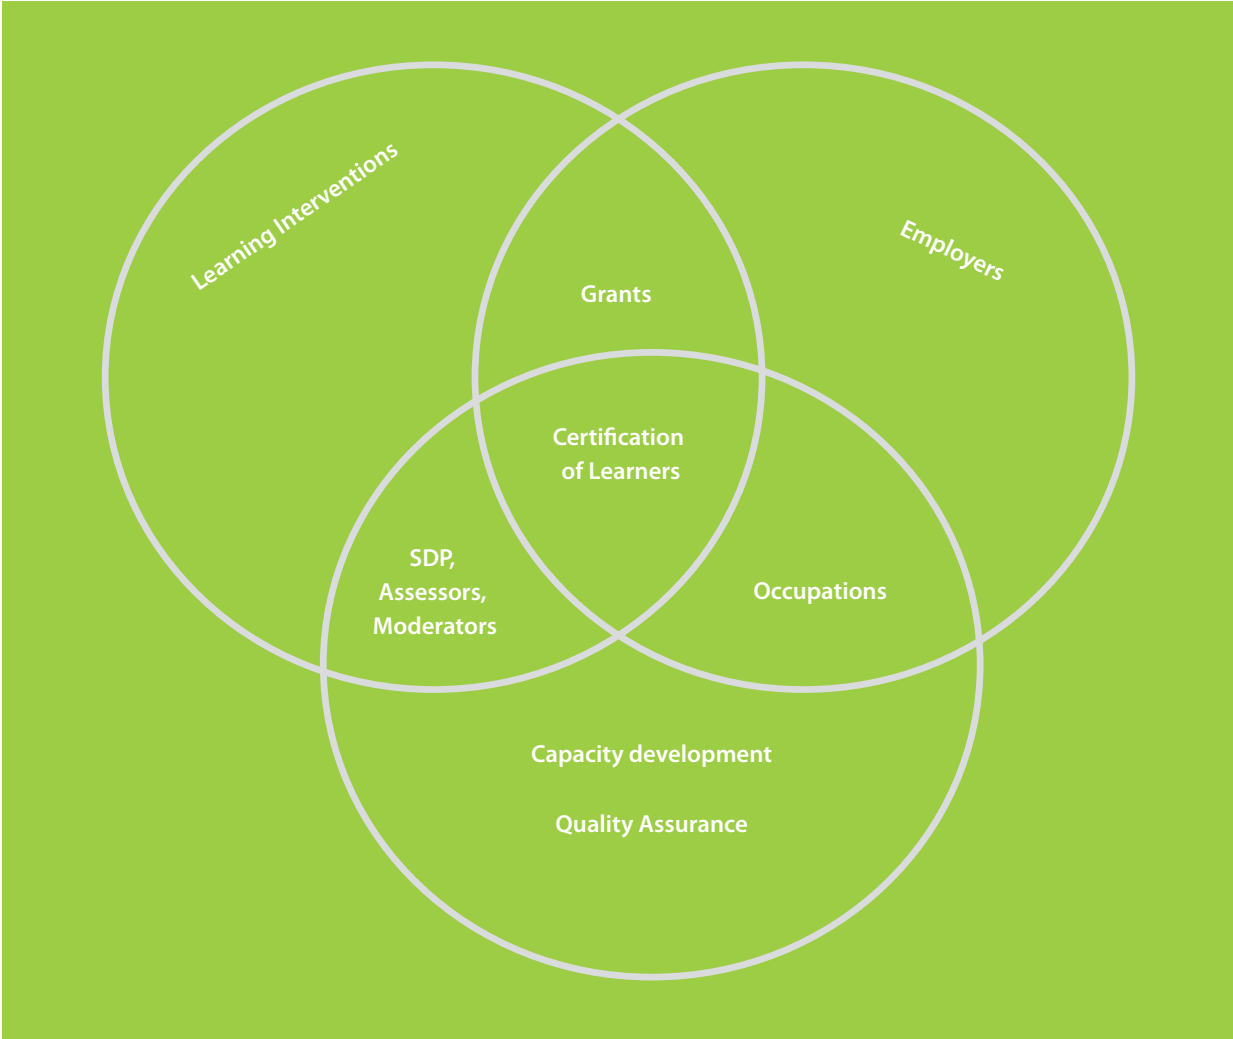 Learning Interventions
Employers
Grants
Certification
of Learners
SDP,
Assessors,
Moderators
Occupations
Capacity development
Quality Assurance